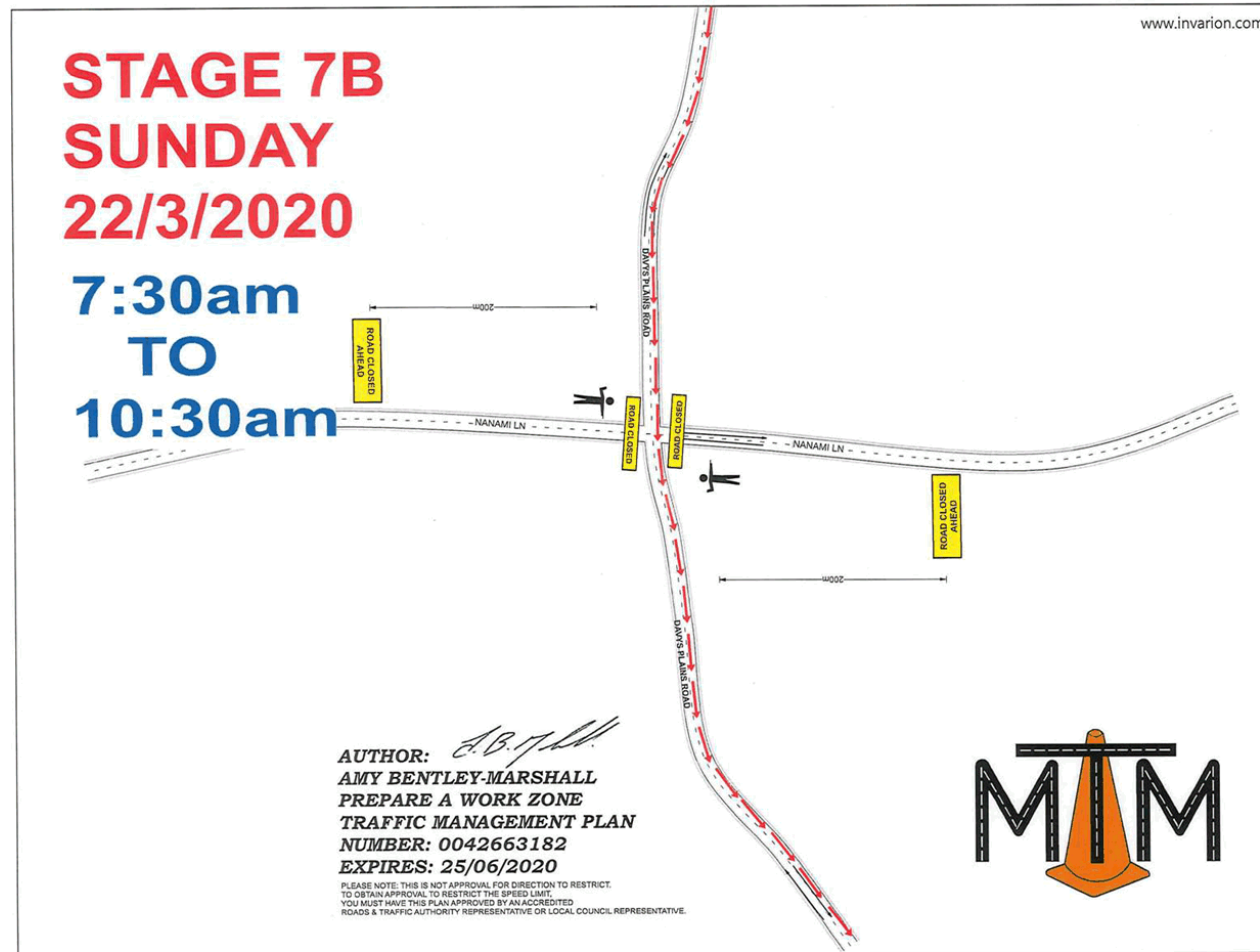 www.invarion.com
STAGE 7B
SUNDAY
22/3/2020
7:30am
TO
10:30am
200m
ROAD CLOSED
AHEAD
DAVYS PLAINS ROAD
NANAMI LN
ROAD CLOSED
ROAD CLOSED
NANAMI LN
ROAD CLOSED
AHEAD
200m
DAVYS PLAINS ROAD
AUTHOR:
AMY BENTLEY-MARSHALL
PREPARE A WORK ZONE
TRAFFIC MANAGEMENT PLAN
NUMBER: 0042663182
EXPIRES: 25/06/2020
PLEASE NOTE: THIS IS NOT APPROVAL FOR DIRECTION TO RESTRICT.
TO OBTAIN APPROVAL TO RESTRICT THE SPEED LIMIT,
YOU MUST HAVE THIS PLAN APPROVED BY AN ACCREDITED
ROADS & TRAFFIC AUTHORITY REPRESENTATIVE OR LOCAL COUNCIL REPRESENTATIVE.
MTM